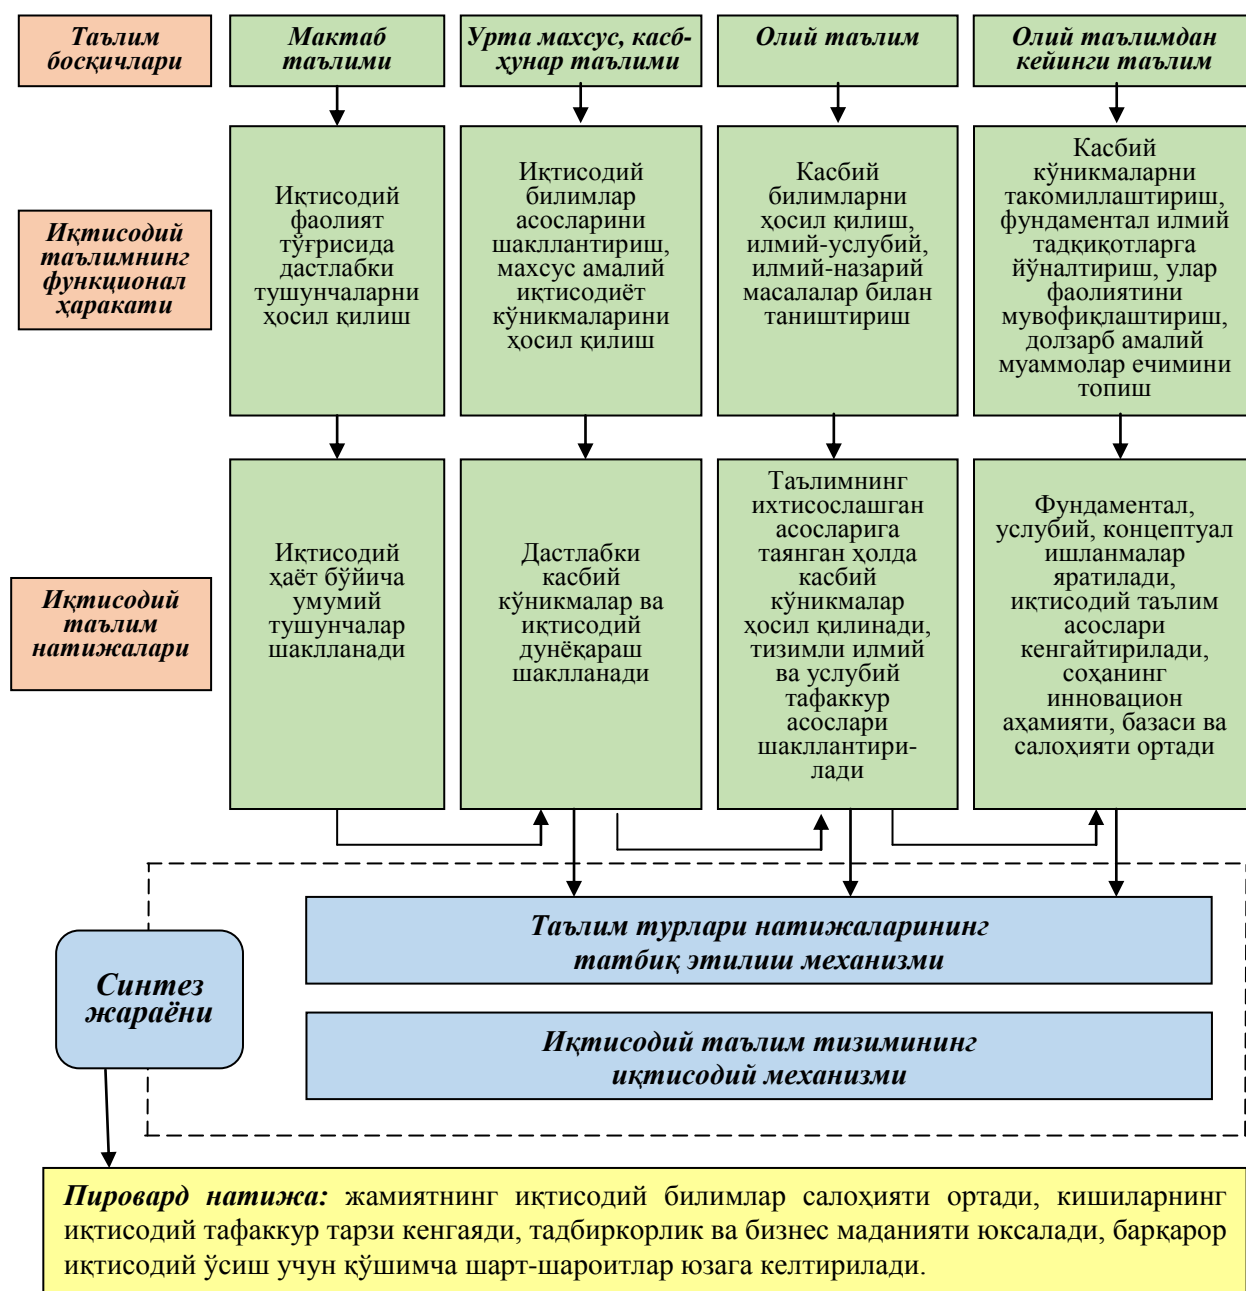 Таълим
босқичлари
Мактаб
таълими
Урта махсус, касб-
ҳунар таълими
Олий таълим
Олий таълимдан
кейинги таълим
Иқтисодий
таълимнинг
функционал
ҳаракати
Иқтисодий
фаолият
тўғрисида
дастлабки
тушунчаларни
ҳосил қилиш
Иқтисодий
билимлар
асосларини
шакллантириш,
махсус амалий
иқтисодиёт
кўникмаларини
ҳосил қилиш
Касбий
билимларни
ҳосил қилиш,
илмий-услубий,
илмий-назарий
масалалар билан
таништириш
Касбий
кўникмаларни
такомиллаштириш,
фундаментал илмий
тадқиқотларга
йўналтириш, улар
фаолиятини
мувофиқлаштириш,
долзарб амалий
муаммолар ечимини
топиш
Иқтисодий
таълим
натижалари
Иқтисодий
ҳаёт бўйича
умумий
тушунчалар
шаклланади
Дастлабки
касбий
кўникмалар ва
иқтисодий
дунёқараш
шаклланади
Таълимнинг
ихтисослашган
асосларига
таянган ҳолда
касбий
кўникмалар
ҳосил қилинади,
тизимли илмий
ва услубий
тафаккур
асослари
шакллантири-
лади
Фундаментал,
услубий, концептуал
ишланмалар
яратилади,
иқтисодий таълим
асослари
кенгайтирилади,
соҳанинг
инновацион
аҳамияти, базаси ва
салоҳияти ортади
Таълим турлари натижаларининг
татбиқ этилиш механизми
Синтез
жараёни
Иқтисодий таълим тизимининг
иқтисодий механизми
Пировард натижа: жамиятнинг иқтисодий билимлар салоҳияти ортади, кишиларнинг
иқтисодий тафаккур тарзи кенгаяди, тадбиркорлик ва бизнес маданияти юксалади, барқарор
иқтисодий ўсиш учун қўшимча шарт-шароитлар юзага келтирилади.